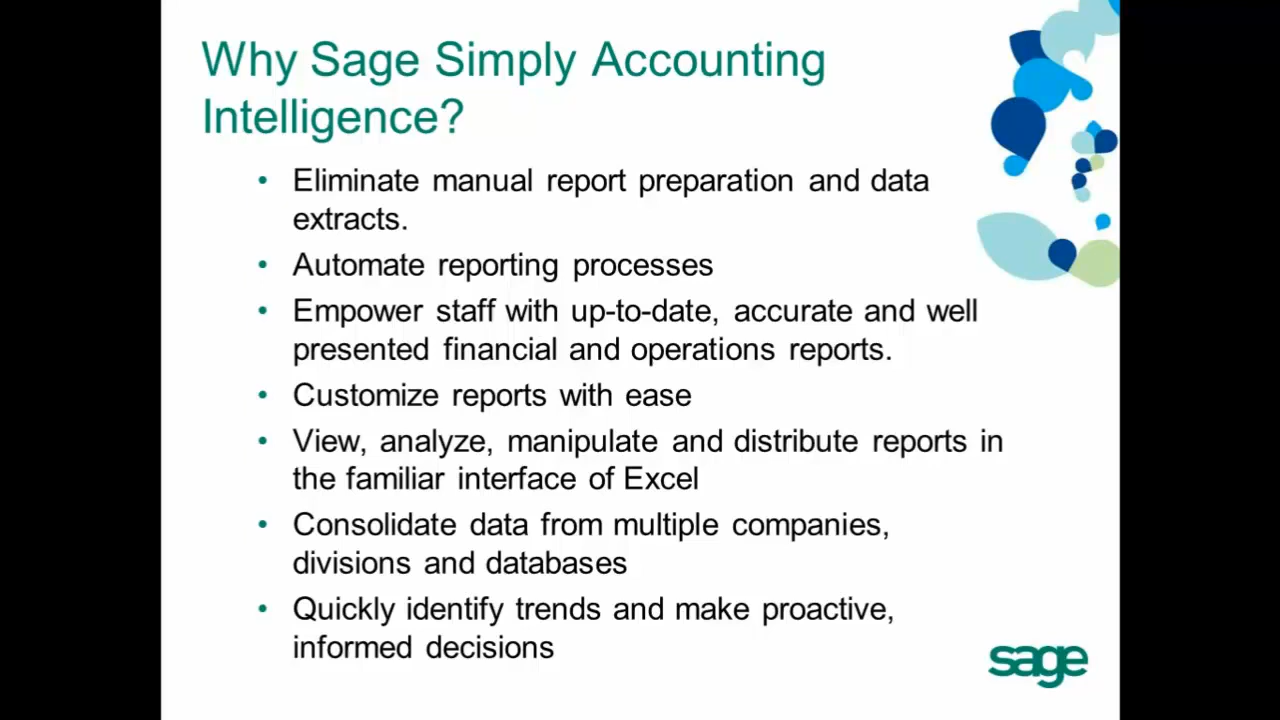 Why Sage Simply Accounting
Intelligence?
• Eliminate manual report preparation and data
extracts.
• Automate reporting processes
• Empower staff with up-to-date, accurate and well
presented financial and operations reports.
• Customize reports with ease
• View, analyze, manipulate and distribute reports in
the familiar interface of Excel
• Consolidate data from multiple companies,
divisions and databases
• Quickly identify trends and make proactive,
informed decisions
sage